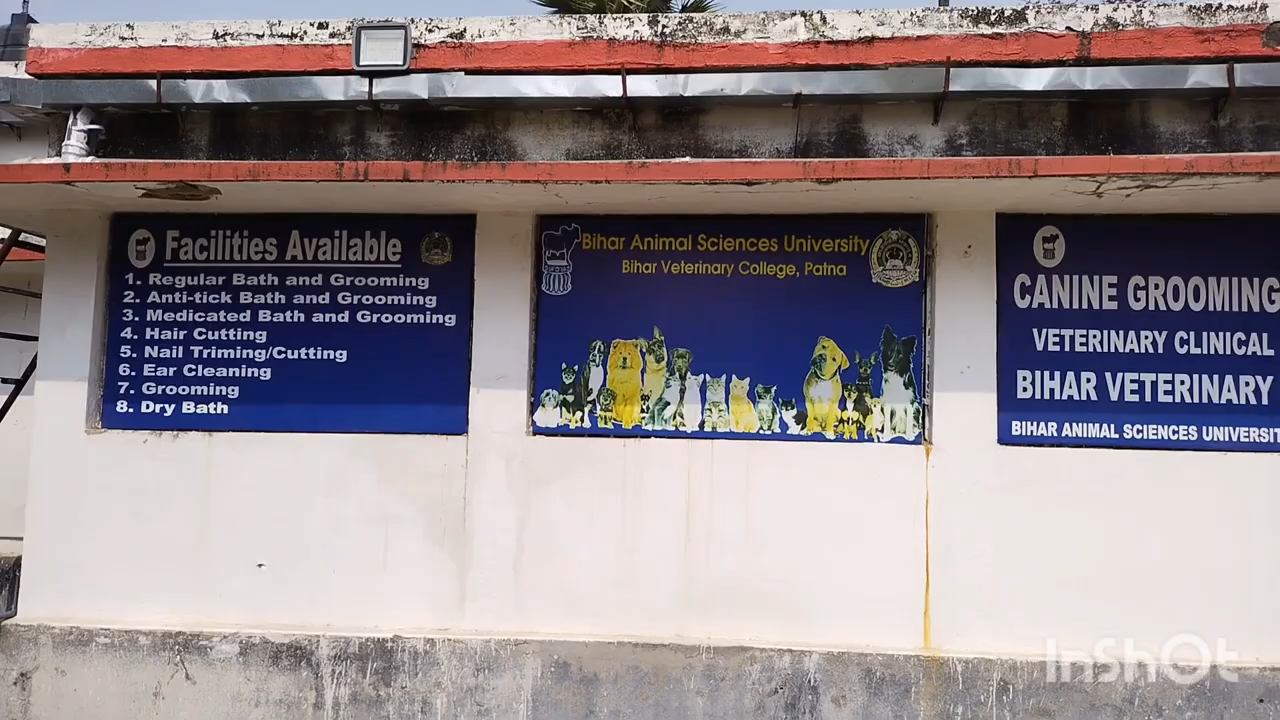 Facilities Available
1. Regular Bath and Grooming
2. Anti-tick Bath and Grooming
3. Medicated Bath and Grooming
4. Hair Cutting
5. Nail Triming/Cutting
6. Ear Cleaning
7. Grooming
8. Dry Bath
Bihar Animal Sciences University
Bihar Veterinary College, Patna
CANINE GROOMING
VETERINARY CLINICAL
BIHAR VETERINARY
BIHAR ANIMAL SCIENCES UNIVERSIT
InShOt